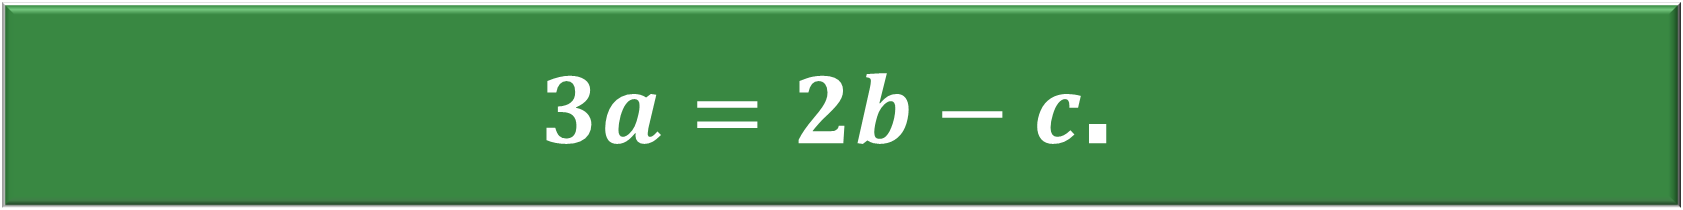 3a = 2b − c.